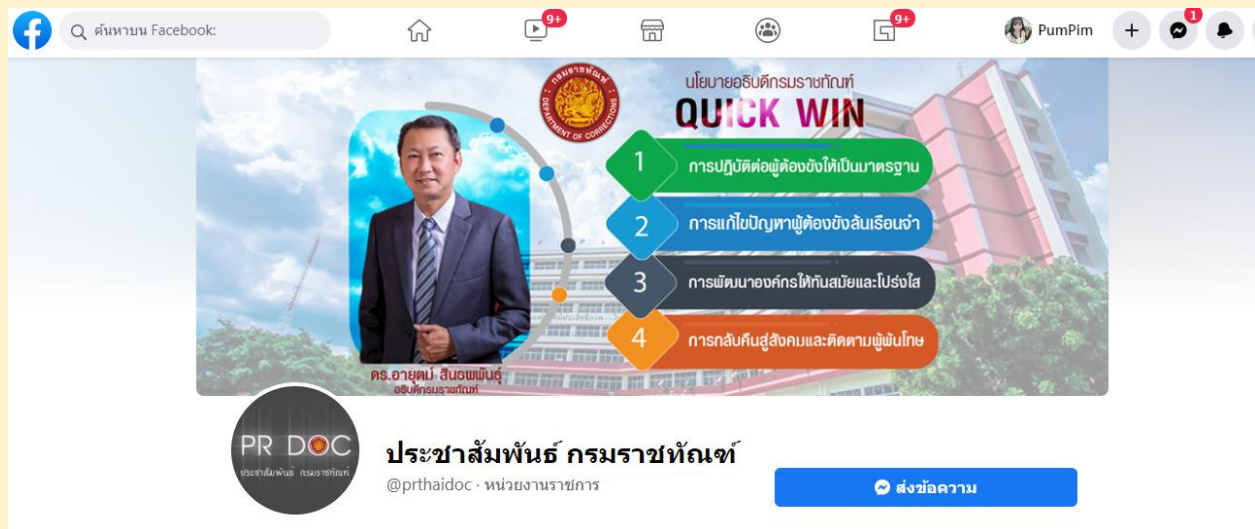 ค้นหาบน Facebook:
9+
9+
PumPim
1
กรมราชทัณฑ์
DEPARTMENT OF CORRECTIONS
นโยบายอธิบดีกรมราชทัณฑ์
QUICK WIN
1 การปฏิบัติต่อผู้ต้องขังให้เป็นมาตรฐาน
2 การแก้ไขปัญหาผู้ต้องขังล้นเรือนจำ
3 การพัฒนาองค์กรให้ทันสมัยและโปร่งใส
4 การกลับคืนสู่สังคมและติดตามผู้พ้นโทษ
ดร.อายุตม์ สินธพพันธุ์
อธิบดีกรมราชทัณฑ์
PR DOC
ประชาสัมพันธ์ กรมราชทัณฑ์
ประชาสัมพันธ์ กรมราชทัณฑ์
@prthaidoc · หน่วยงานราชการ
ส่งข้อความ